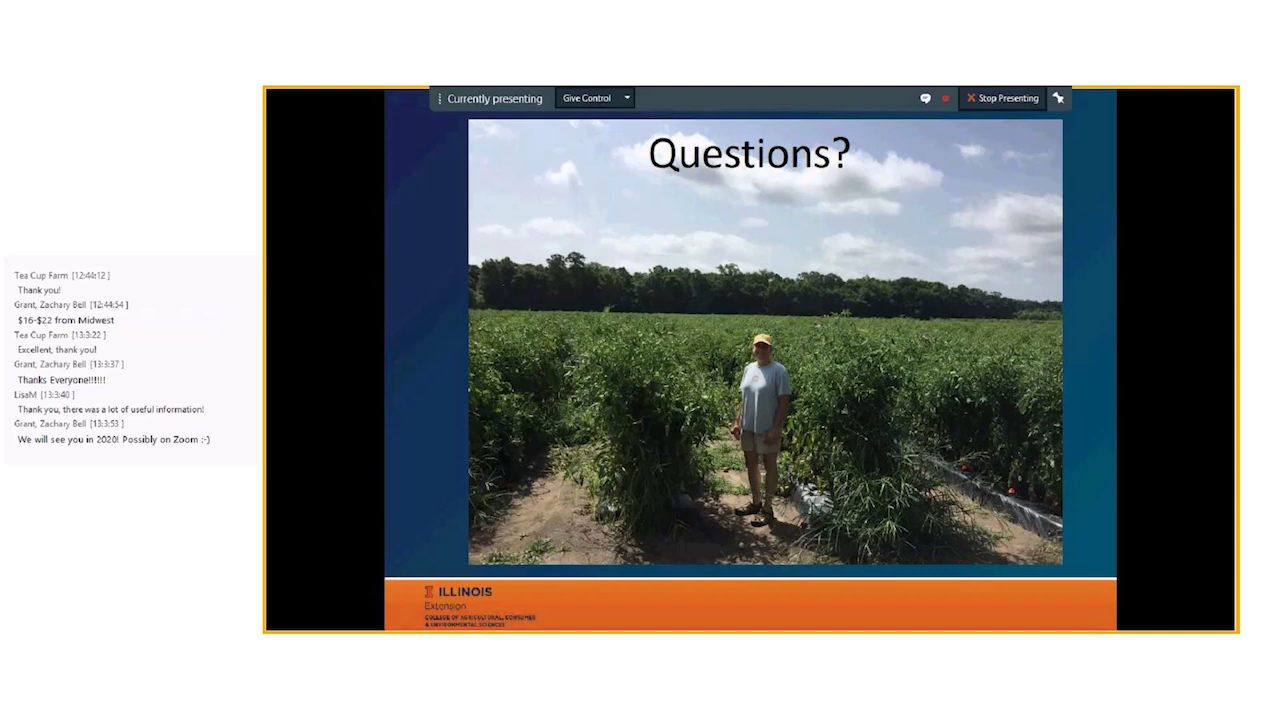 Currently presenting
Give Control
Stop Presenting
Questions?
Tea Cup Farm [12:44:12 ]
Thank you!
Grant, Zachary Bell [12:44:54 ]
$16-$22 from Midwest
Tea Cup Farm [13:3:22 ]
Excellent, thank you!
Grant, Zachary Bell [13:3:37 ]
Thanks Everyone!!!!!!
LisaM [13:3:40 ]
Thank you, there was a lot of useful information!
Grant, Zachary Bell [13:3:53 ]
We will see you in 2020! Possibly on Zoom :-)
I ILLINOIS
Extension
COLLEGE OF AGRICULTURAL, CONSUMER
& ENVIRONMENTAL SCIENCES